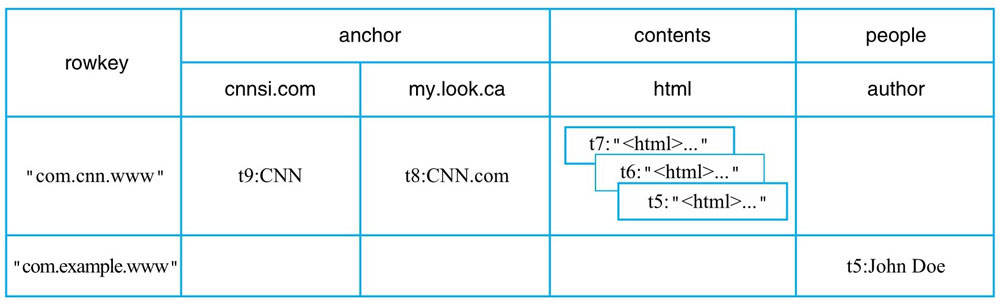 rowkey
anchor
contents
people
cnnsi.com
my.look.ca
html
author
"com.cnn.www"
t9:CNN
t8:CNN.com
t7:"<html>..."
t6:"<html>..."
t5:"<html>..."
"com.example.www"
t5:John Doe